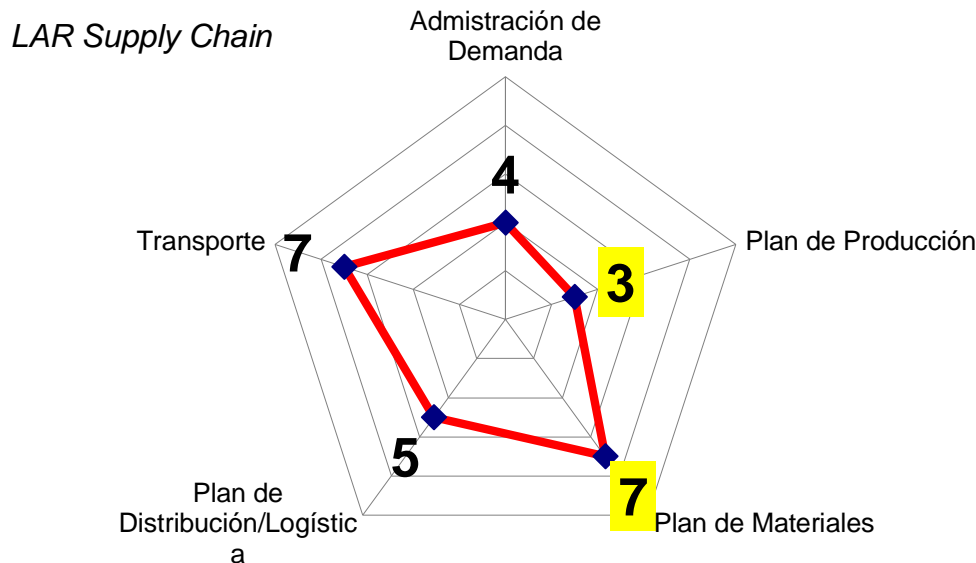 LAR Supply Chain
Admistración de
Demanda
4
Transporte
7
3
Plan de Producción
5
7
Plan de
Distribución/Logístic
a
Plan de Materiales